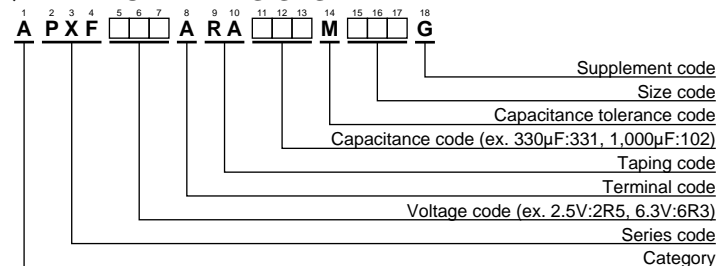 1 2 3 4 5 6 7 8 9 10 11 12 13 14 15 16 17 18
A P X F □□□ A R A □□□ M □□□ G
Supplement code
Size code
Capacitance tolerance code
Capacitance code (ex. 330µF:331, 1,000µF:102)
Taping code
Terminal code
Voltage code (ex. 2.5V:2R5, 6.3V:6R3)
Series code
Category